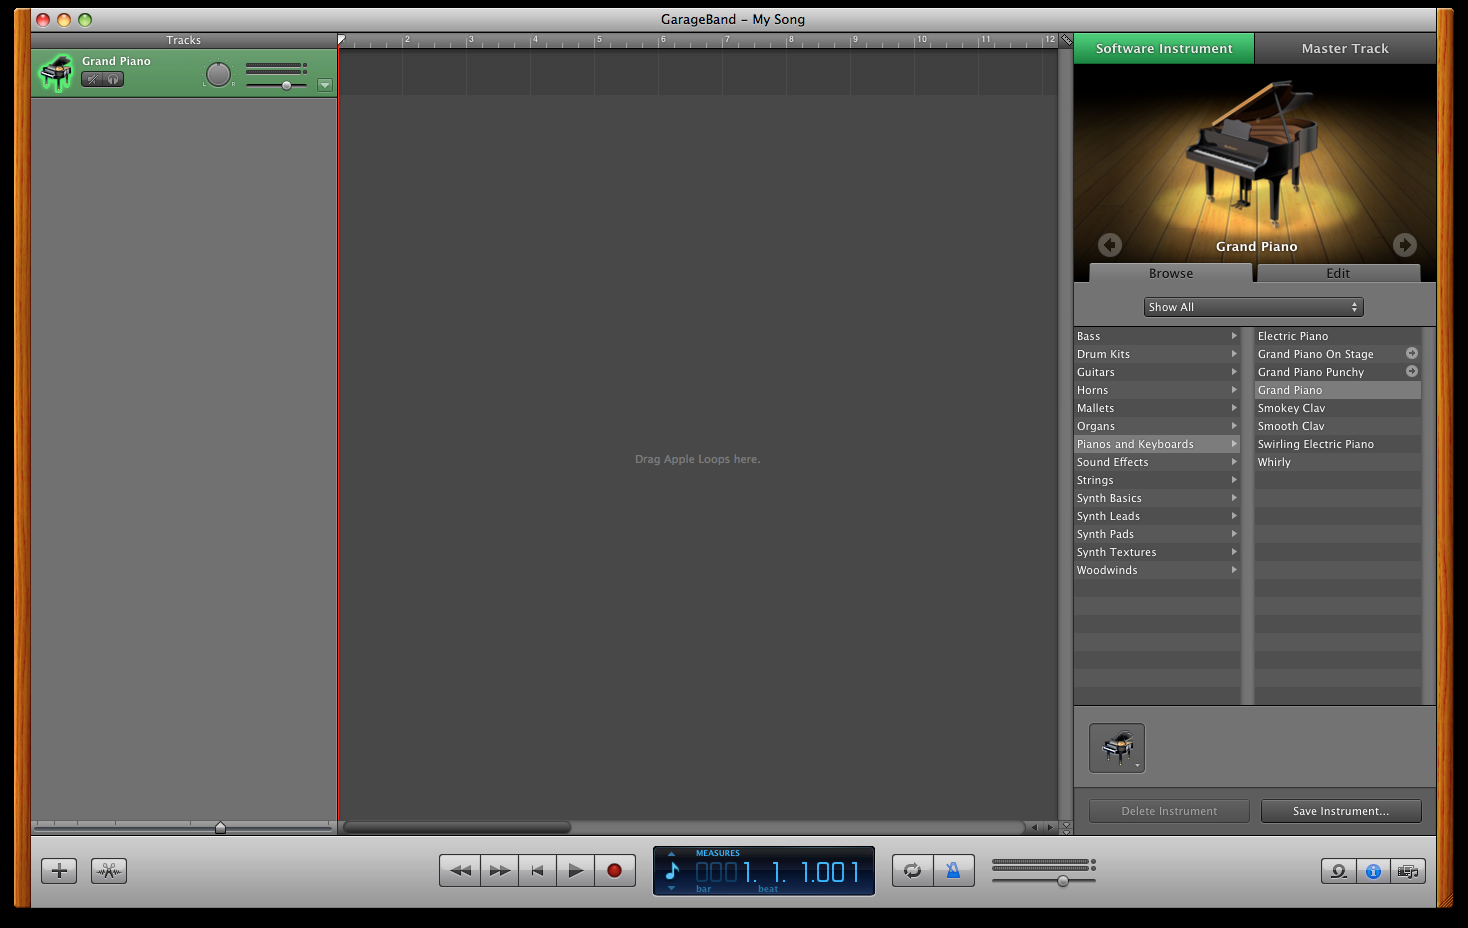 GarageBand – My Song
Tracks
2 3 4 5 6 7 8 9 10 11 12
Grand Piano
L R
Drag Apple Loops here.
Software Instrument
Master Track
Grand Piano
Browse
Edit
Show All
Bass
Drum Kits
Guitars
Horns
Mallets
Organs
Pianos and Keyboards
Sound Effects
Strings
Synth Basics
Synth Leads
Synth Pads
Synth Textures
Woodwinds
Electric Piano
Grand Piano On Stage
Grand Piano Punchy
Grand Piano
Smokey Clav
Smooth Clav
Swirling Electric Piano
Whirly
Delete Instrument
Save Instrument...
MEASURES
0001. 1. 1.001
bar beat